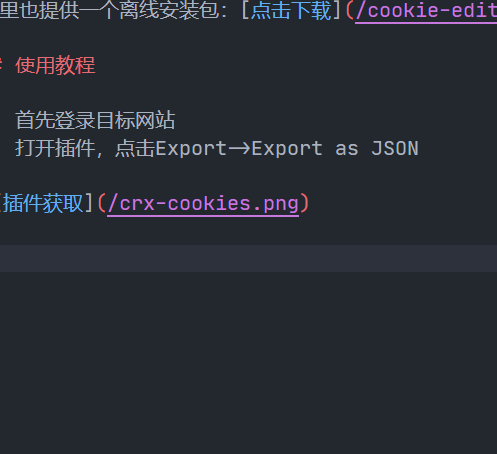 里也提供一个离线安装包：[点击下载](/cookie-edit
使用教程
首先登录目标网站
打开插件，点击Export->Export as JSON
[插件获取](/crx-cookies.png)